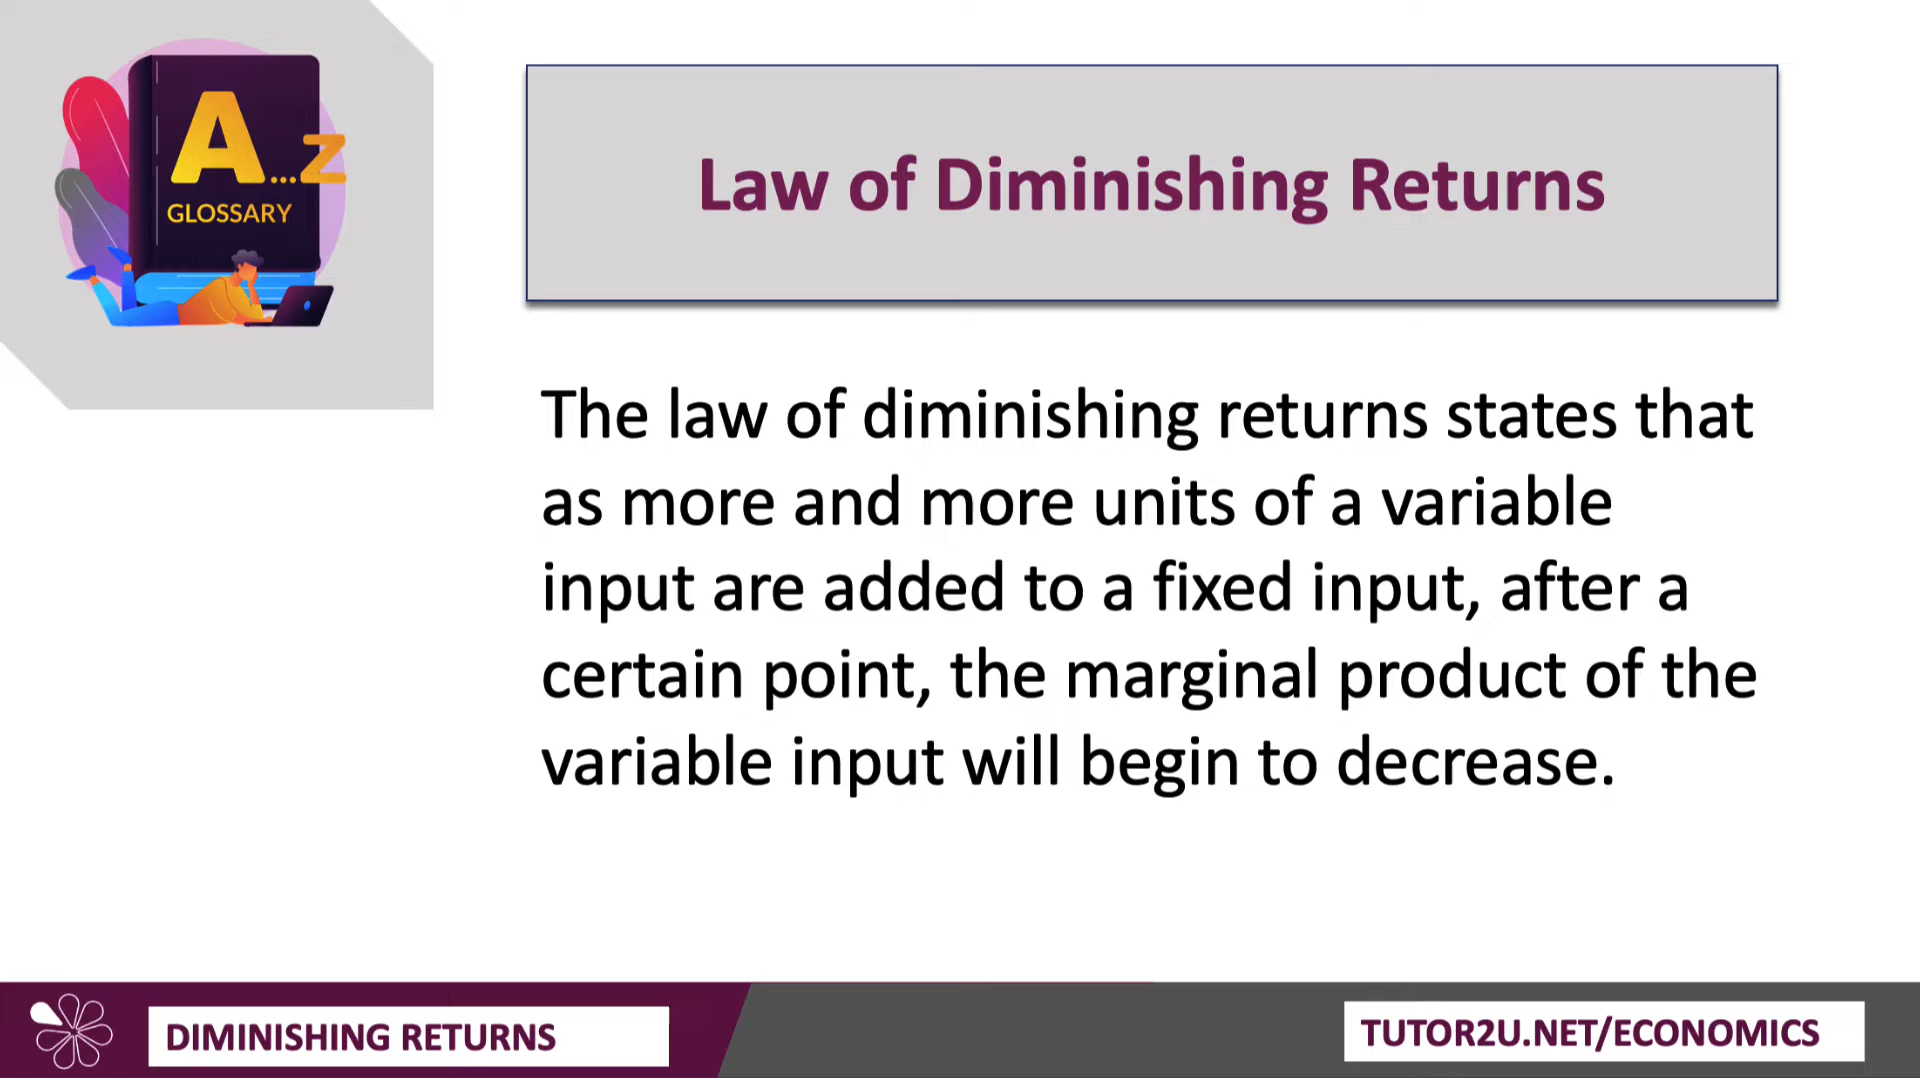 A...Z
GLOSSARY
Law of Diminishing Returns
The law of diminishing returns states that
as more and more units of a variable
input are added to a fixed input, after a
certain point, the marginal product of the
variable input will begin to decrease.
DIMINISHING RETURNS
TUTOR2U.NET/ECONOMICS